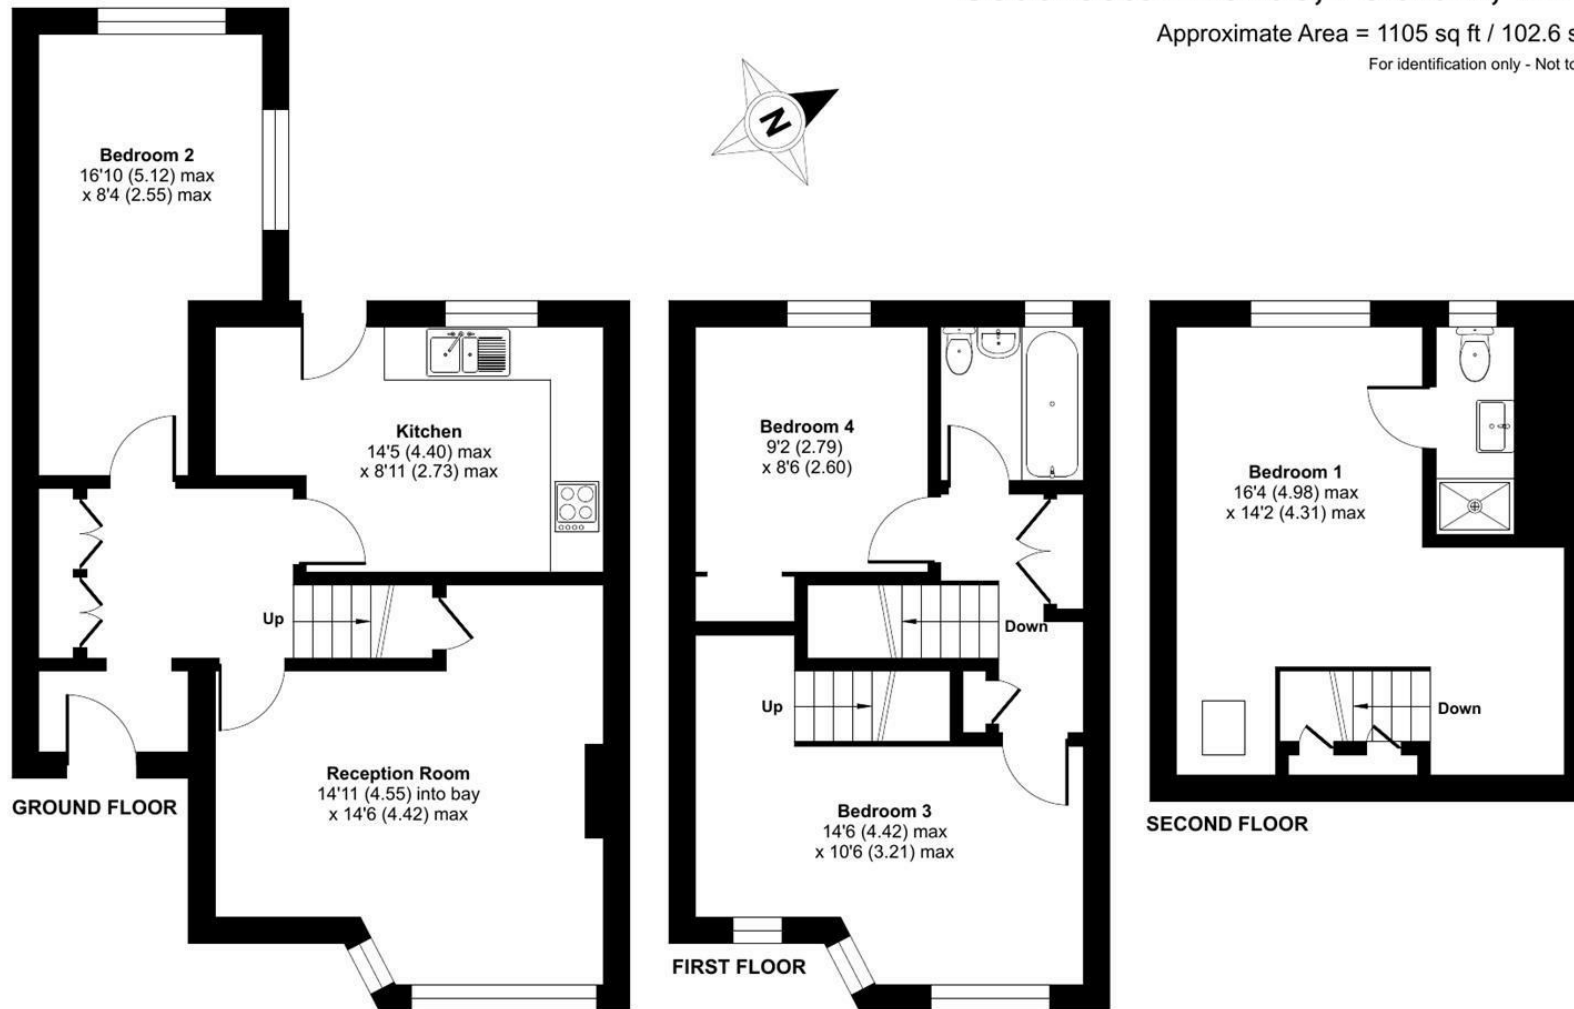 Approximate Area = 1105 sq ft / 102.6 s
For identification only - Not to
N
Bedroom 2
16'10 (5.12) max
x 8'4 (2.55) max
Kitchen
14'5 (4.40) max
x 8'11 (2.73) max
Up
Reception Room
14'11 (4.55) into bay
x 14'6 (4.42) max
GROUND FLOOR
Bedroom 4
9'2 (2.79)
x 8'6 (2.60)
Down
Up
Bedroom 3
14'6 (4.42) max
x 10'6 (3.21) max
FIRST FLOOR
Bedroom 1
16'4 (4.98) max
x 14'2 (4.31) max
Down
SECOND FLOOR